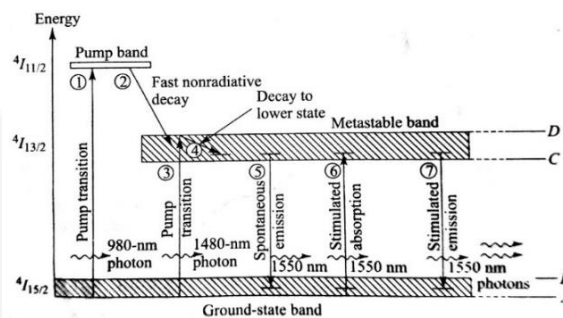 Energy
⁴I₁₁/₂
Pump band
①
②
Fast nonradiative
decay
Decay to
lower state
Metastable band
D
⁴I₁₃/₂
④
C
③
⑤
⑥
⑦
Pump transition
Pump
transition
Spontaneous
emission
Stimulated
absorption
Stimulated
emission
980-nm
photon
1480-nm
photon
1550 nm
1550 nm
1550 nm
photons
⁴I₁₅/₂
Ground-state band